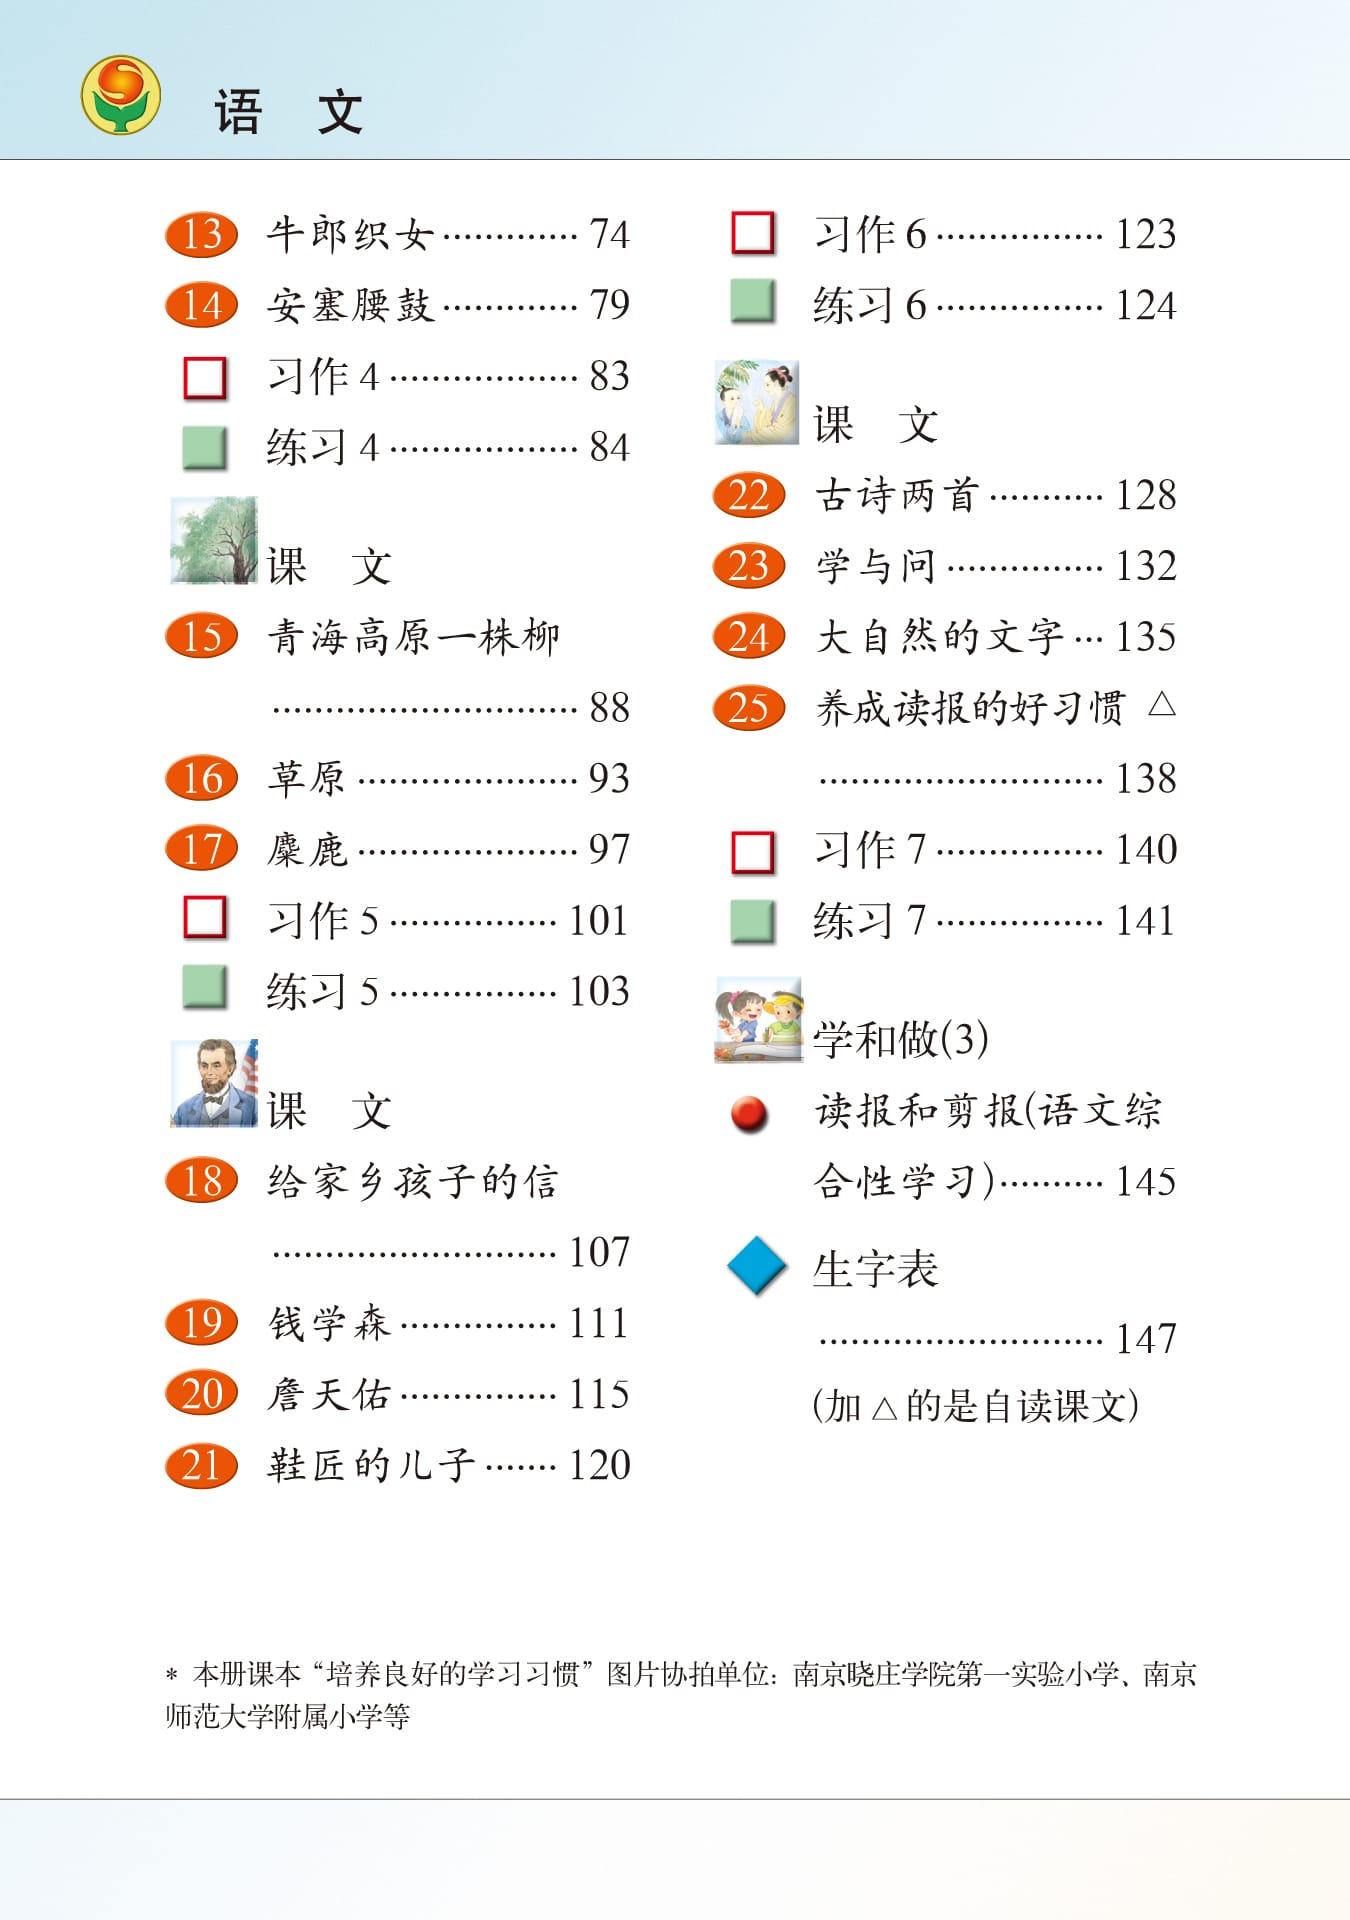 语 文
13 牛郎织女 ············· 74
14 安塞腰鼓 ············· 79
习作 4 ·················· 83
练习 4 ·················· 84
课 文
15 青海高原一株柳
····························· 88
16 草原 ····················· 93
17 麋鹿 ····················· 97
习作 5 ················ 101
练习 5 ················ 103
课 文
18 给家乡孩子的信
··························· 107
19 钱学森 ··············· 111
20 詹天佑 ··············· 115
21 鞋匠的儿子 ······· 120
习作 6 ················ 123
练习 6 ················ 124
课 文
22 古诗两首 ··········· 128
23 学与问 ··············· 132
24 大自然的文字 ··· 135
25 养成读报的好习惯 △
··························· 138
习作 7 ················ 140
练习 7 ················ 141
学和做(3)
读报和剪报(语文综
合性学习) ·········· 145
生字表
··························· 147
(加 △ 的是自读课文)
* 本册课本“培养良好的学习习惯”图片协拍单位：南京晓庄学院第一实验小学、南京
师范大学附属小学等